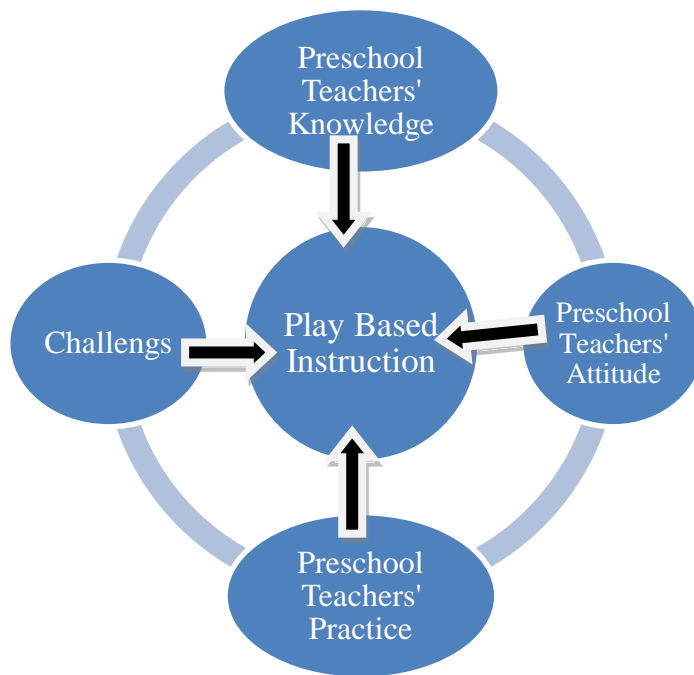 Preschool
Teachers'
Knowledge
Challengs
Play Based
Instruction
Preschool
Teachers'
Attitude
Preschool
Teachers'
Practice